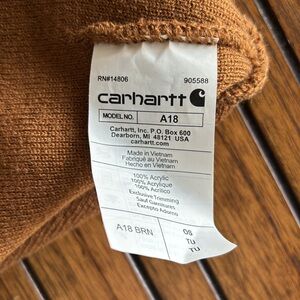 RN#14806 905588
carhartt
MODEL NO. A18
Carhartt, Inc. P.O. Box 600
Dearborn, MI 48121 USA
carhartt.com
Made in Vietnam
Fabriqué au Vietnam
Hecho en Vietnam
100% Acrylic
100% Acrylique
100% Acrílico
Exclusive Trimming
Sauf Garnitures
Excepto Adorno
A18 BRN OS
TU
TU